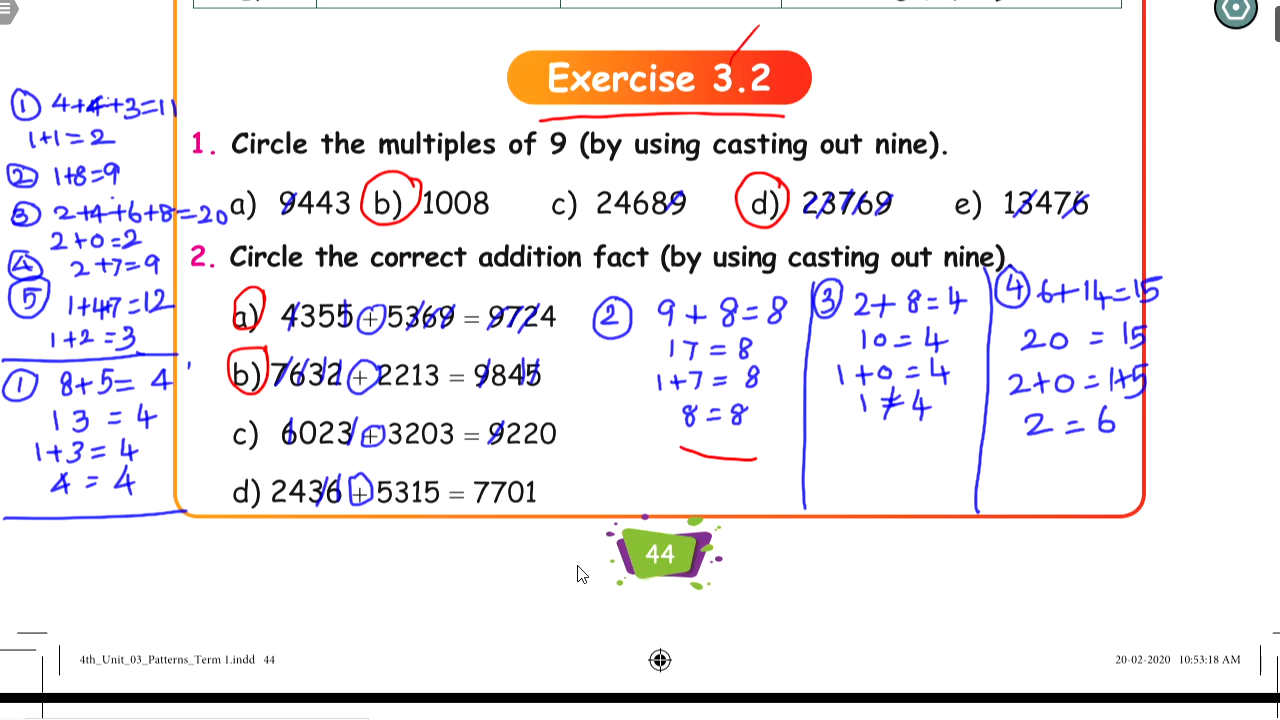 Exercise 3.2
1. Circle the multiples of 9 (by using casting out nine).
a) 9443 b) 1008 c) 24689 d) 23769 e) 13476
2. Circle the correct addition fact (by using casting out nine).
a) 4355 + 5369 = 9724
b) 7632 + 2213 = 9845
c) 6023 + 3203 = 9220
d) 2436 + 5315 = 7701
① 4+4+3=11
1+1=2
② 1+8=9
③ 2+4+6+8=20
2+0=2
④ 2+7=9
⑤ 1+4+7=12
1+2=3
① 8+5=4
13=4
1+3=4
4=4
② 9+8=8
17=8
1+7=8
8=8
③ 2+8=4
10=4
1+0=4
1≠4
④ 6+14=15
20=15
2+0=1+5
2=6
44
4th_Unit_03_Patterns_Term 1.indd 44
20-02-2020 10:53:18 AM